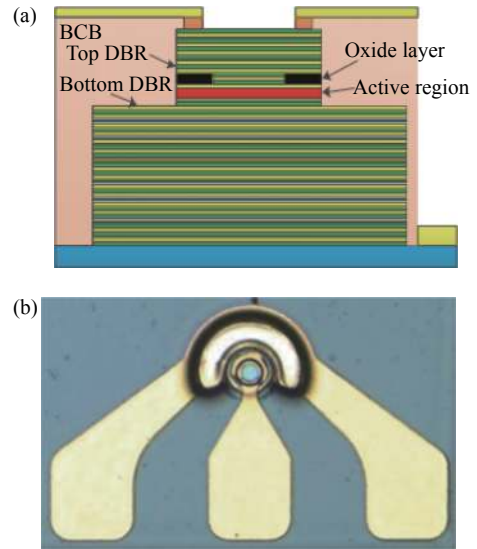 (a)
BCB
Top DBR
Oxide layer
Bottom DBR
Active region
(b)